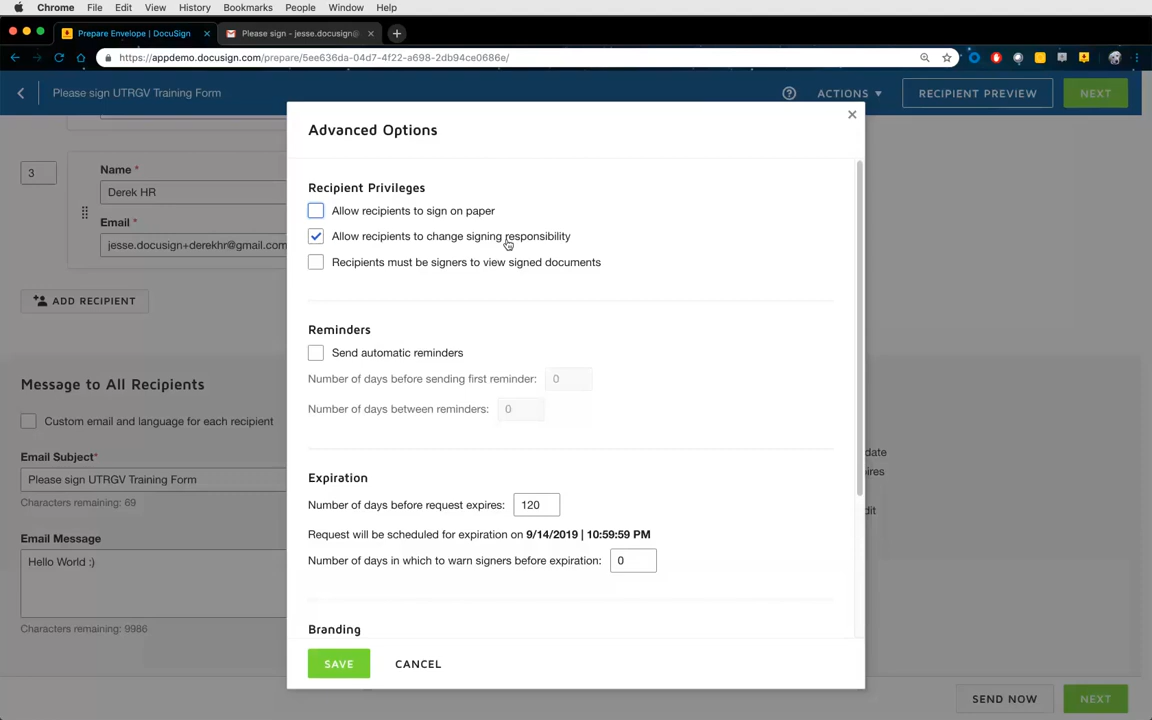 Chrome File Edit View History Bookmarks People Window Help
Prepare Envelope | DocuSign × Please sign - jesse.docusign@ × +
https://appdemo.docusign.com/prepare/5ee636da-04d7-4f22-a698-2db94ce0686e/
Please sign UTRGV Training Form ACTIONS RECIPIENT PREVIEW NEXT
Advanced Options
3
Name *
Derek HR
Email *
jesse.docusign+derekhr@gmail.com
ADD RECIPIENT
Message to All Recipients
Custom email and language for each recipient
Email Subject*
Please sign UTRGV Training Form
Characters remaining: 69
Email Message
Hello World :)
Characters remaining: 9986
Recipient Privileges
Allow recipients to sign on paper
Allow recipients to change signing responsibility
Recipients must be signers to view signed documents
Reminders
Send automatic reminders
Number of days before sending first reminder: 0
Number of days between reminders: 0
Expiration
Number of days before request expires: 120
Request will be scheduled for expiration on 9/14/2019 | 10:59:59 PM
Number of days in which to warn signers before expiration: 0
Branding
SAVE CANCEL
SEND NOW NEXT